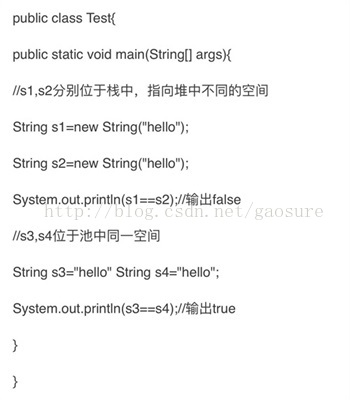 public class Test{
public static void main(String[] args){
//s1,s2分别位于栈中，指向堆中不同的空间
String s1=new String("hello");
String s2=new String("hello");
System.out.println(s1==s2);//输出false
http://blog.csdn.net/gaosure
//s3,s4位于池中同一空间
String s3="hello" String s4="hello";
System.out.println(s3==s4);//输出true
}
}